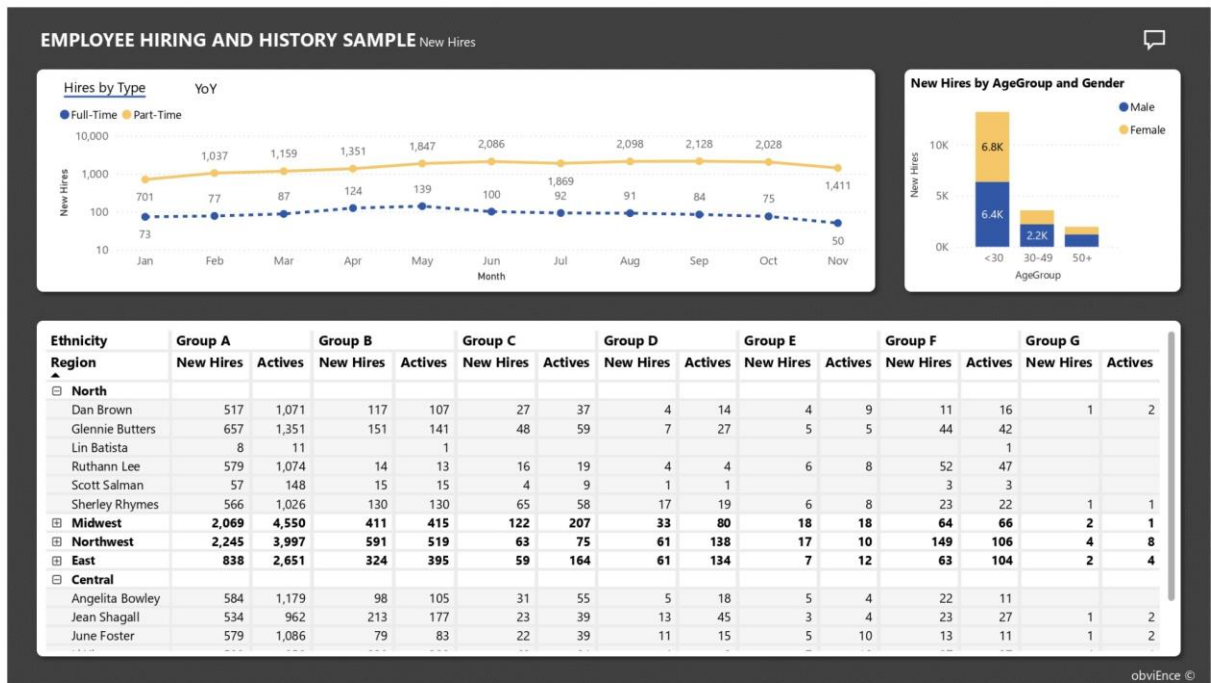 EMPLOYEE HIRING AND HISTORY SAMPLE New Hires
Hires by Type YoY
Full-Time Part-Time
10,000
1,000
100
10
New Hires
701 1,037 1,159 1,351 1,847 2,086 1,869 2,098 2,128 2,028 1,411
73 77 87 124 139 100 92 91 84 75 50
Jan Feb Mar Apr May Jun Jul Aug Sep Oct Nov
Month
New Hires by AgeGroup and Gender
Male
Female
10K
5K
0K
New Hires
6.8K
6.4K
2.2K
<30 30-49 50+
AgeGroup
Ethnicity Group A Group B Group C Group D Group E Group F Group G
Region New Hires Actives New Hires Actives New Hires Actives New Hires Actives New Hires Actives New Hires Actives New Hires Actives
North
Dan Brown 517 1,071 117 107 27 37 4 14 4 9 11 16 1 2
Glennie Butters 657 1,351 151 141 48 59 7 27 5 5 44 42
Lin Batista 8 11 1 1
Ruthann Lee 579 1,074 14 13 16 19 4 4 6 8 52 47
Scott Salman 57 148 15 15 4 9 1 1 3 3
Sherley Rhymes 566 1,026 130 130 65 58 17 19 6 8 23 22 1 1
Midwest 2,069 4,550 411 415 122 207 33 80 18 18 64 66 2 1
Northwest 2,245 3,997 591 519 63 75 61 138 17 10 149 106 4 8
East 838 2,651 324 395 59 164 61 134 7 12 63 104 2 4
Central
Angelita Bowley 584 1,179 98 105 31 55 5 18 5 4 22 11
Jean Shagall 534 962 213 177 23 39 13 45 3 4 23 27 1 2
June Foster 579 1,086 79 83 22 39 11 15 5 10 13 11 1 2
obviEnce ©